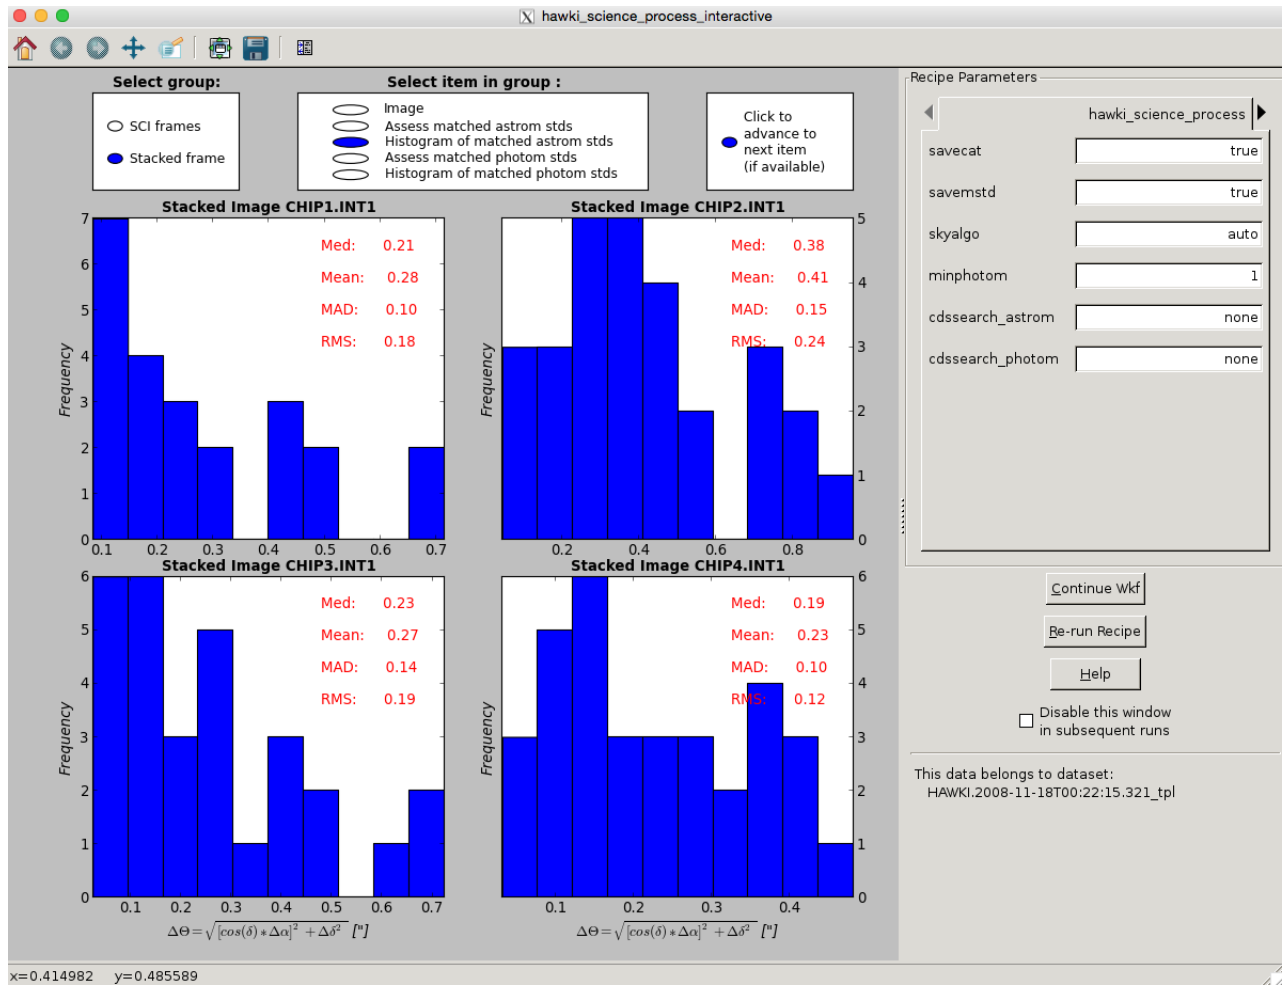 hawki_science_process_interactive
Select group:
SCI frames
Stacked frame
Select item in group :
Image
Assess matched astrom stds
Histogram of matched astrom stds
Assess matched photom stds
Histogram of matched photom stds
Click to
advance to
next item
(if available)
Stacked Image CHIP1.INT1
Med: 0.21
Mean: 0.28
MAD: 0.10
RMS: 0.18
Frequency
7
6
5
4
3
2
1
0
0.1 0.2 0.3 0.4 0.5 0.6 0.7
Stacked Image CHIP2.INT1
Med: 0.38
Mean: 0.41
MAD: 0.15
RMS: 0.24
Frequency
5
4
3
2
1
0
0.2 0.4 0.6 0.8
Stacked Image CHIP3.INT1
Med: 0.23
Mean: 0.27
MAD: 0.14
RMS: 0.19
Frequency
6
5
4
3
2
1
0
0.1 0.2 0.3 0.4 0.5 0.6 0.7
ΔΘ=√[cos(δ)∗Δα]²+Δδ² ["]
Stacked Image CHIP4.INT1
Med: 0.19
Mean: 0.23
MAD: 0.10
RMS: 0.12
Frequency
6
5
4
3
2
1
0
0.1 0.2 0.3 0.4
ΔΘ=√[cos(δ)∗Δα]²+Δδ² ["]
Recipe Parameters
hawki_science_process
savecat true
savemstd true
skyalgo auto
minphotom 1
cdssearch_astrom none
cdssearch_photom none
Continue Wkf
Re-run Recipe
Help
Disable this window
in subsequent runs
This data belongs to dataset:
HAWKI.2008-11-18T00:22:15.321_tpl
x=0.414982 y=0.485589